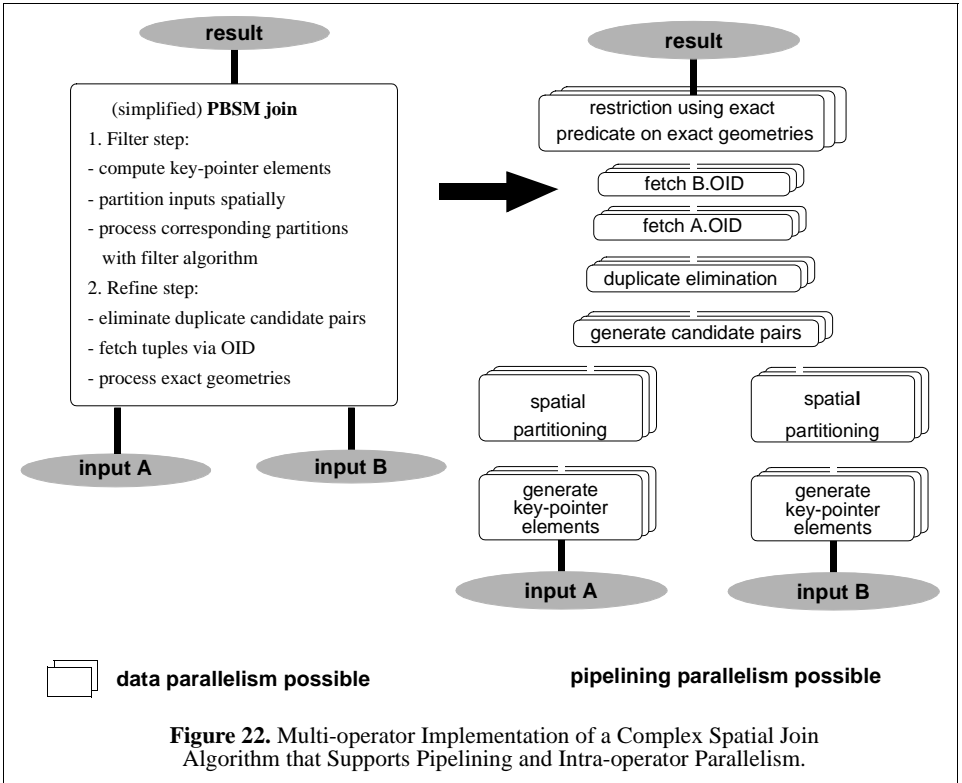 result
(simplified) PBSM join
1. Filter step:
- compute key-pointer elements
- partition inputs spatially
- process corresponding partitions
with filter algorithm
2. Refine step:
- eliminate duplicate candidate pairs
- fetch tuples via OID
- process exact geometries
input A
input B
result
restriction using exact
predicate on exact geometries
fetch B.OID
fetch A.OID
duplicate elimination
generate candidate pairs
spatial
partitioning
spatial
partitioning
generate
key-pointer
elements
generate
key-pointer
elements
input A
input B
data parallelism possible
pipelining parallelism possible
Figure 22. Multi-operator Implementation of a Complex Spatial Join
Algorithm that Supports Pipelining and Intra-operator Parallelism.